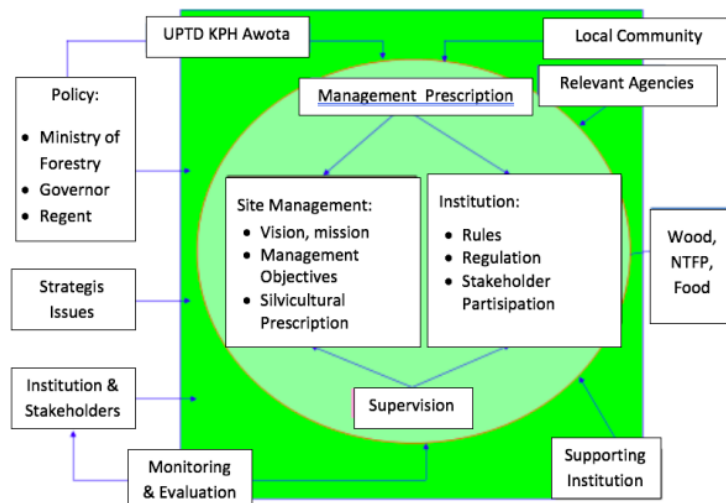 UPTD KPH Awota
Local Community
Policy:
• Ministry of
Forestry
• Governor
• Regent
Management Prescription
Relevant Agencies
Site Management:
• Vision, mission
• Management
Objectives
• Silvicultural
Prescription
Institution:
• Rules
• Regulation
• Stakeholder
Partisipation
Wood,
NTFP,
Food
Strategis
Issues
Institution &
Stakeholders
Supervision
Monitoring
& Evaluation
Supporting
Institution